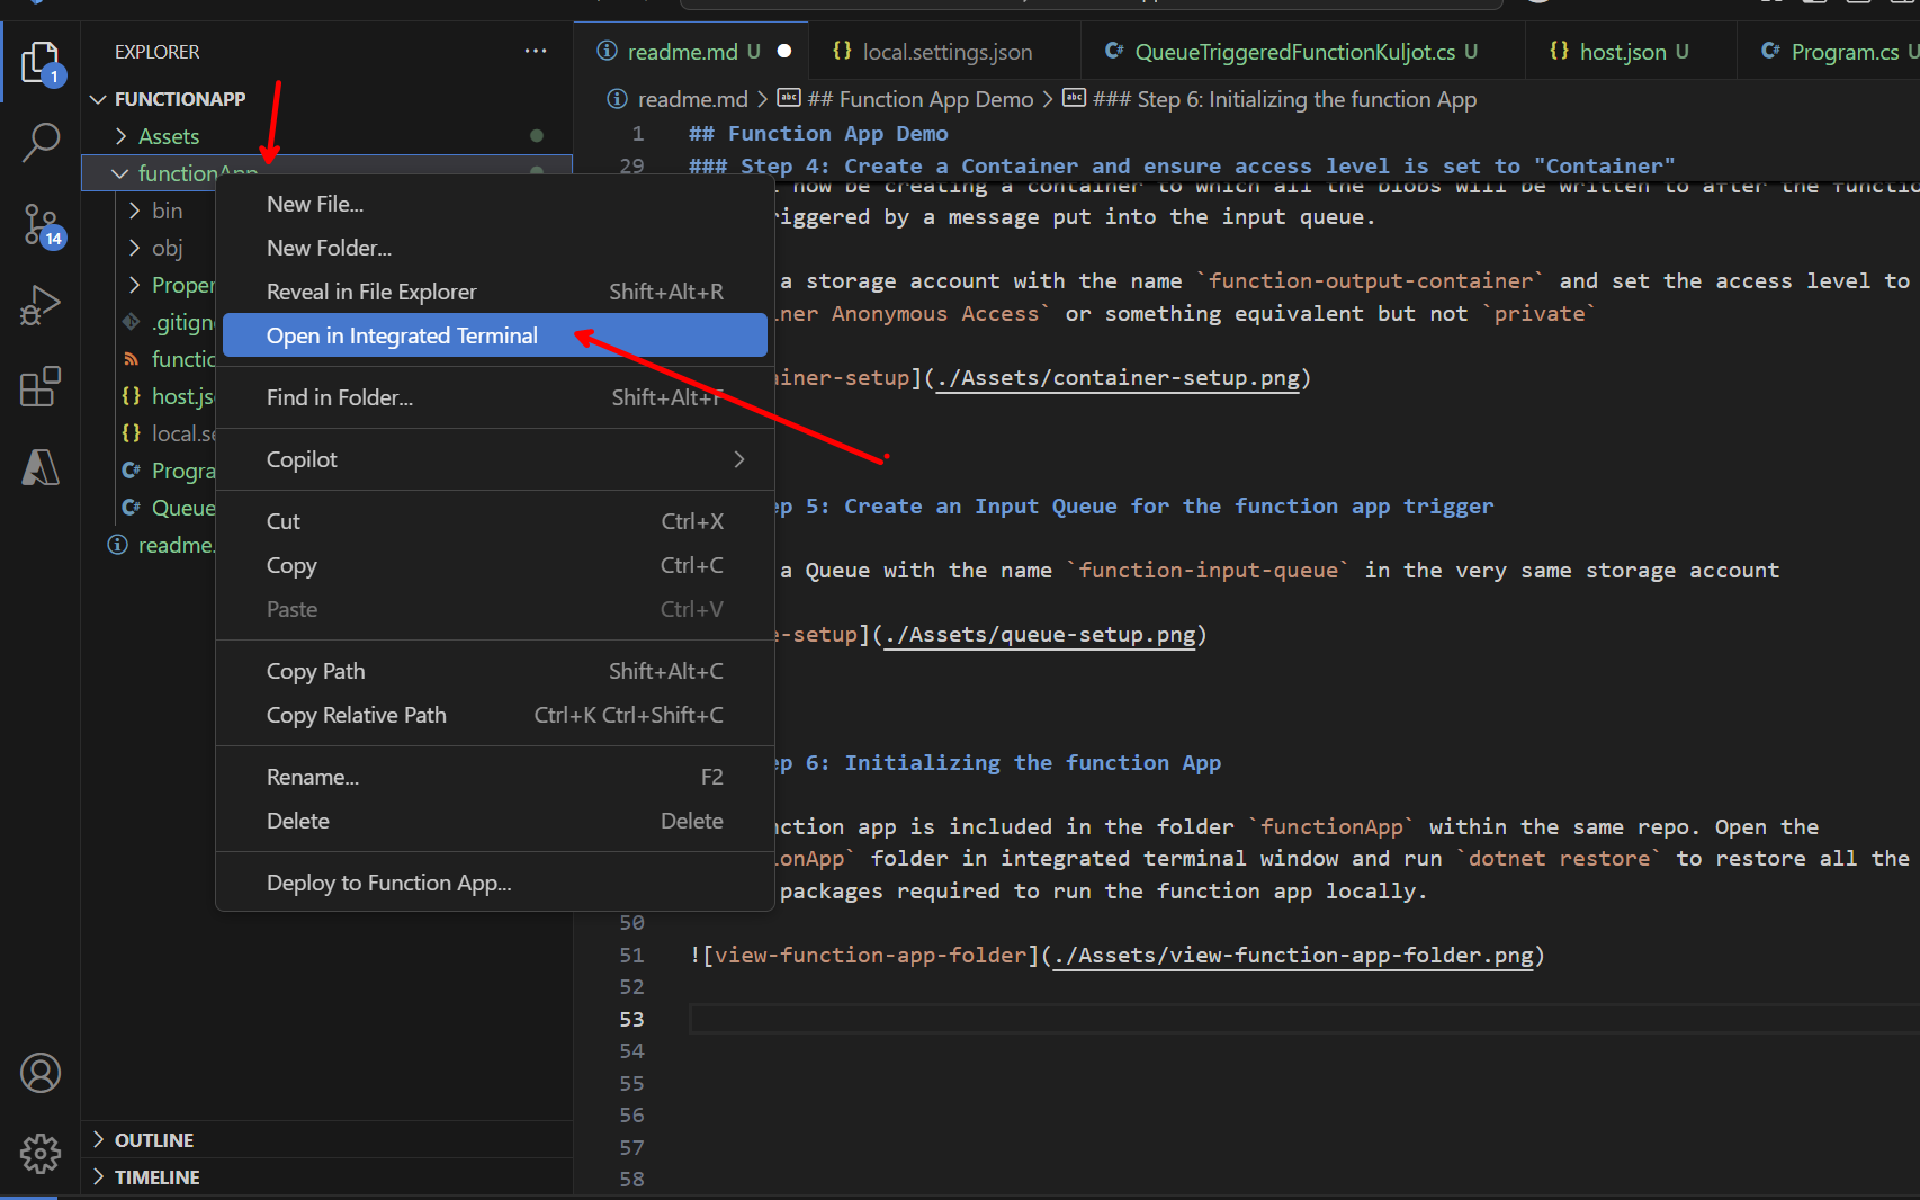 EXPLORER
1
FUNCTIONAPP
Assets
functionApp
bin
obj
Proper
.gitign
functio
host.js
local.se
Progra
Queue
readme.
14
OUTLINE
TIMELINE
New File...
New Folder...
Reveal in File Explorer Shift+Alt+R
Open in Integrated Terminal
Find in Folder... Shift+Alt+F
Copilot
Cut Ctrl+X
Copy Ctrl+C
Paste Ctrl+V
Copy Path Shift+Alt+C
Copy Relative Path Ctrl+K Ctrl+Shift+C
Rename... F2
Delete Delete
Deploy to Function App...
readme.md U {} local.settings.json C# QueueTriggeredFunctionKuljot.cs U {} host.json U C# Program.cs U
readme.md > ## Function App Demo > ### Step 6: Initializing the function App
1 ## Function App Demo
29 ### Step 4: Create a Container and ensure access level is set to "Container"
now be creating a container to which all the blobs will be written to after the functio
riggered by a message put into the input queue.
a storage account with the name `function-output-container` and set the access level to
iner Anonymous Access` or something equivalent but not `private`
ainer-setup](./Assets/container-setup.png)
ep 5: Create an Input Queue for the function app trigger
a Queue with the name `function-input-queue` in the very same storage account
e-setup](./Assets/queue-setup.png)
ep 6: Initializing the function App
nction app is included in the folder `functionApp` within the same repo. Open the
ionApp` folder in integrated terminal window and run `dotnet restore` to restore all the
packages required to run the function app locally.
50
51 ![view-function-app-folder](./Assets/view-function-app-folder.png)
52
53
54
55
56
57
58